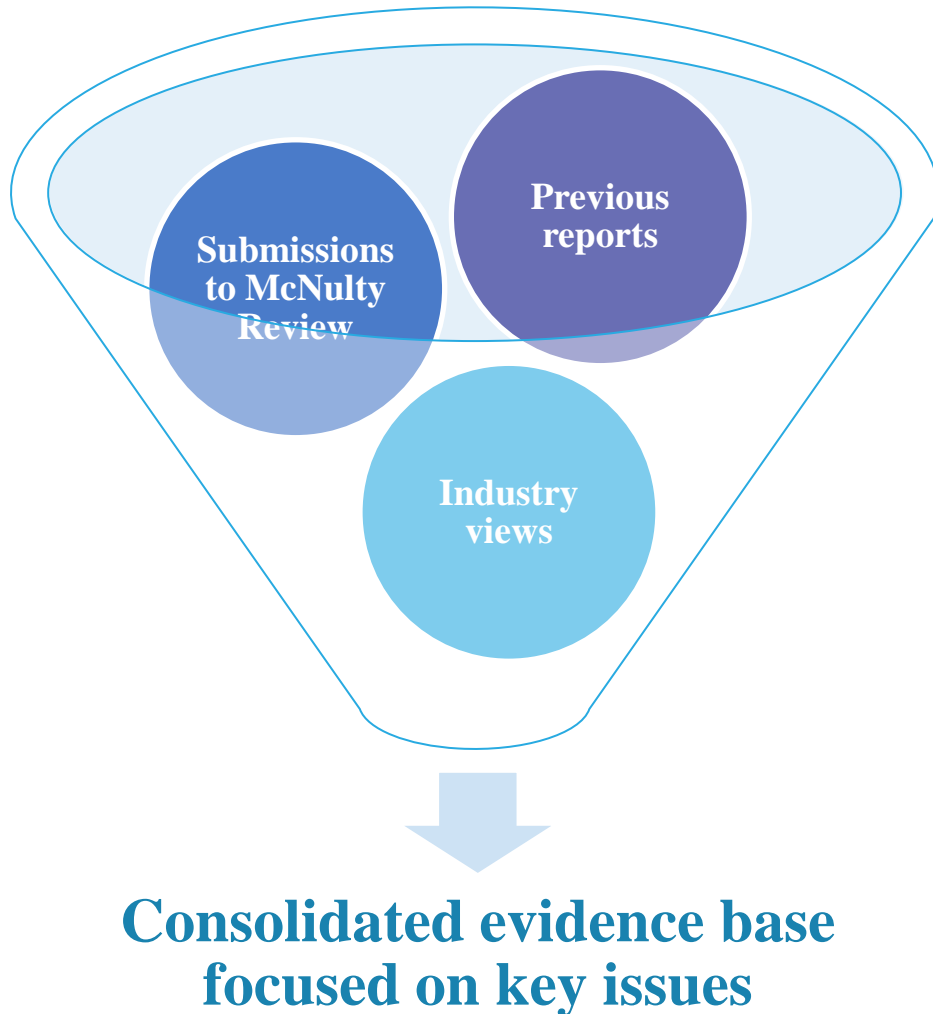 Submissions
to McNulty
Review
Previous
reports
Industry
views
Consolidated evidence base
focused on key issues